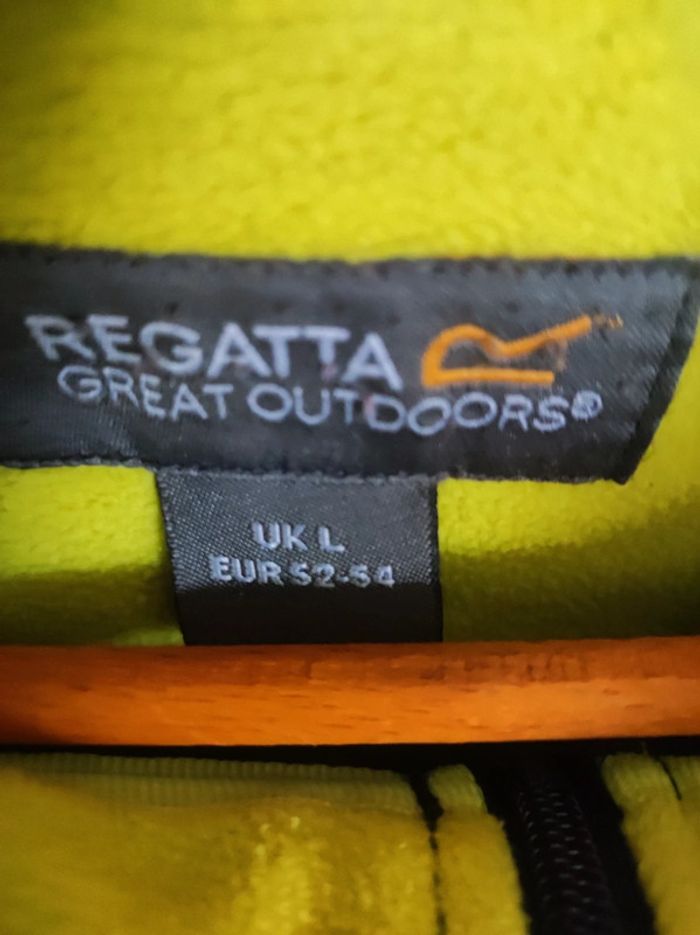 REGATTA
GREAT OUTDOORS®
UK L
EUR 52-54